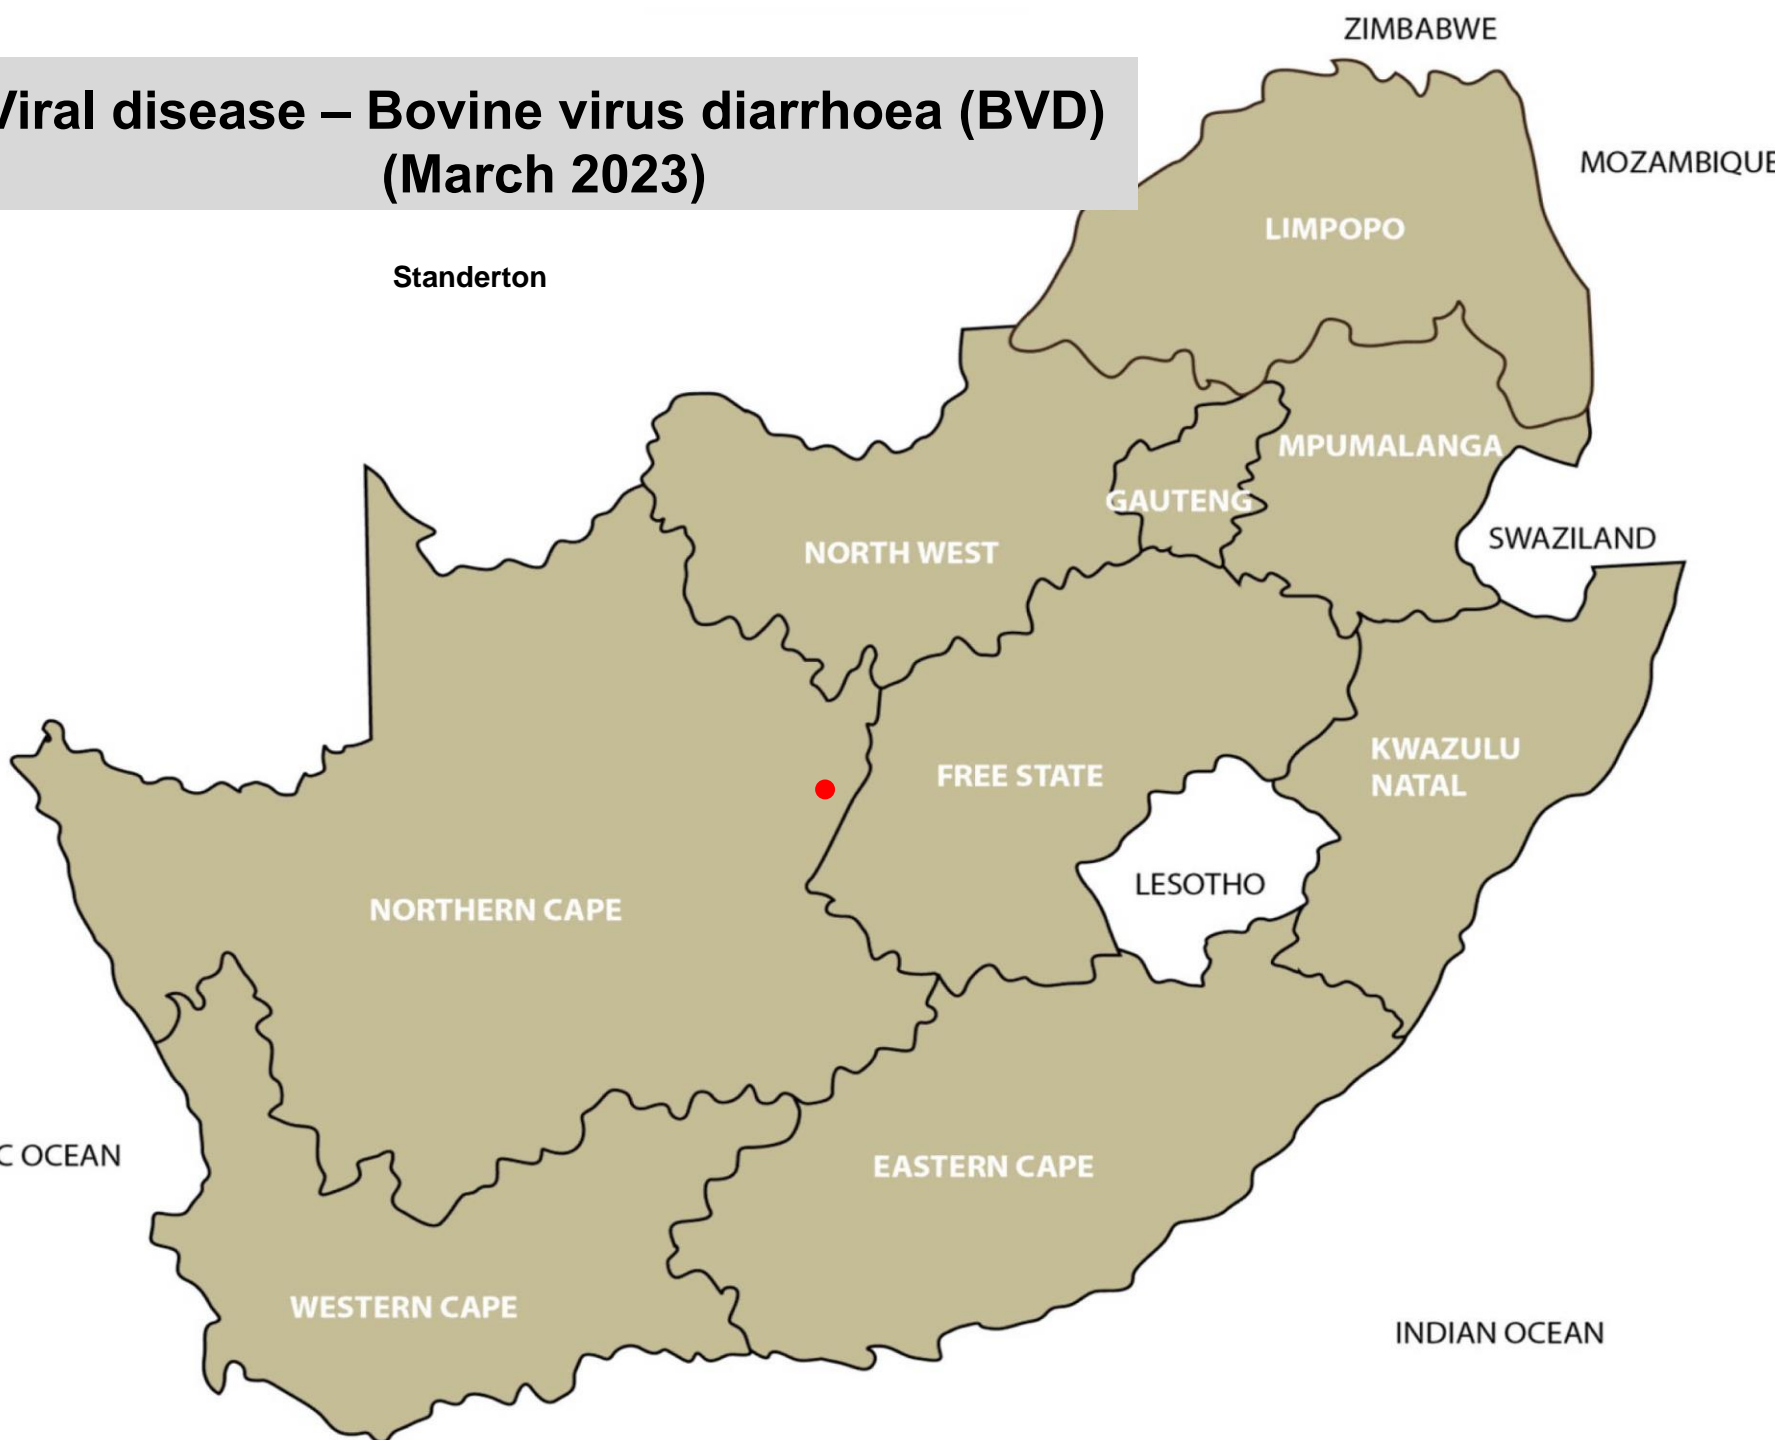 ZIMBABWE
Viral disease – Bovine virus diarrhoea (BVD)
(March 2023)
MOZAMBIQUE
LIMPOPO
Standerton
MPUMALANGA
GAUTENG
SWAZILAND
NORTH WEST
KWAZULU
NATAL
FREE STATE
LESOTHO
NORTHERN CAPE
C OCEAN
EASTERN CAPE
WESTERN CAPE
INDIAN OCEAN